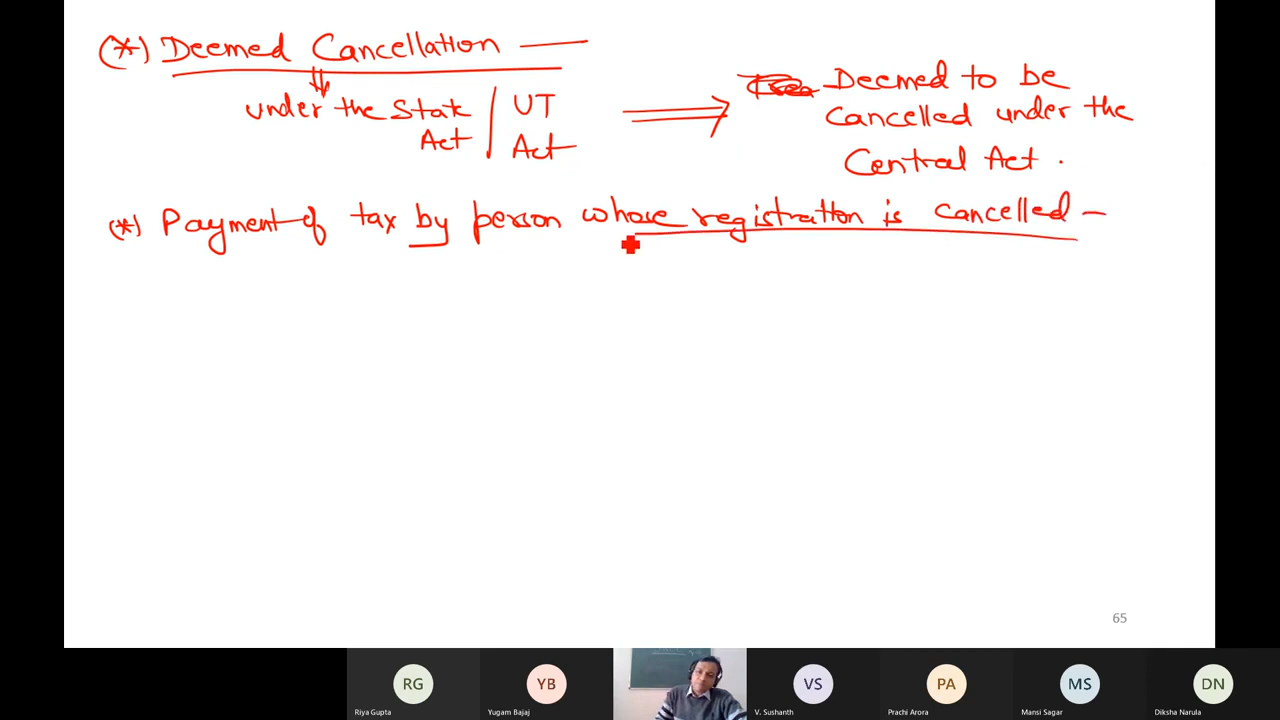 (*) Deemed Cancellation —
under the State Act / UT Act ⇒ Deemed to be cancelled under the Central Act .
(*) Payment of tax by person whose registration is cancelled –
65
RG YB VS PA MS DN
Riya Gupta Yugam Bajaj V. Sushanth Prachi Arora Mansi Sagar Diksha Narula